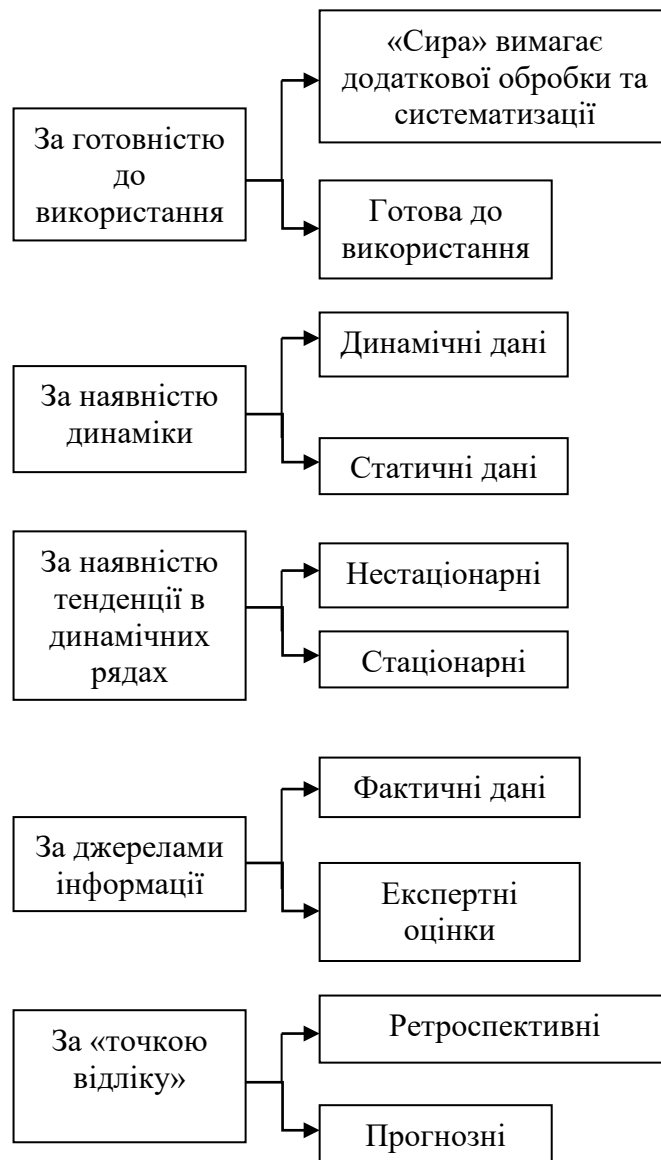 «Сира» вимагає
додаткової обробки та
систематизації
За готовністю
до
використання
Готова до
використання
Динамічні дані
За наявністю
динаміки
Статичні дані
За наявністю
тенденції в
динамічних
рядах
Нестаціонарні
Стаціонарні
Фактичні дані
За джерелами
інформації
Експертні
оцінки
Ретроспективні
За «точкою
відліку»
Прогнозні